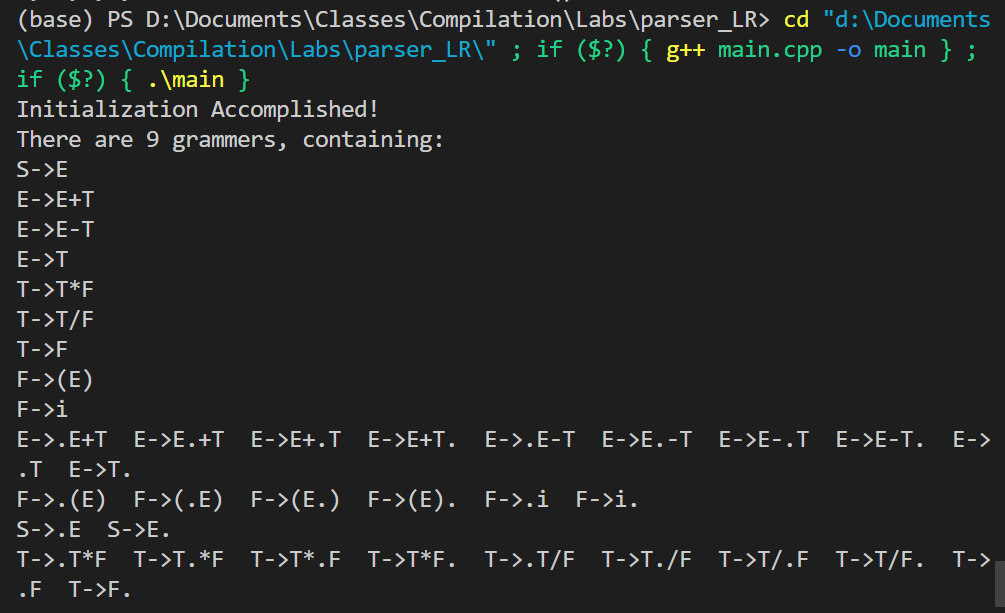 (base) PS D:\Documents\Classes\Compilation\Labs\parser_LR> cd "d:\Documents
\Classes\Compilation\Labs\parser_LR\" ; if ($?) { g++ main.cpp -o main } ;
if ($?) { .\main }
Initialization Accomplished!
There are 9 grammers, containing:
S->E
E->E+T
E->E-T
E->T
T->T*F
T->T/F
T->F
F->(E)
F->i
E->.E+T  E->E.+T  E->E+.T  E->E+T.  E->.E-T  E->E.-T  E->E-.T  E->E-T.  E->
.T  E->T.
F->.(E)  F->(.E)  F->(E.)  F->(E).  F->.i  F->i.
S->.E  S->E.
T->.T*F  T->T.*F  T->T*.F  T->T*F.  T->.T/F  T->T./F  T->T/.F  T->T/F.  T->
.F  T->F.